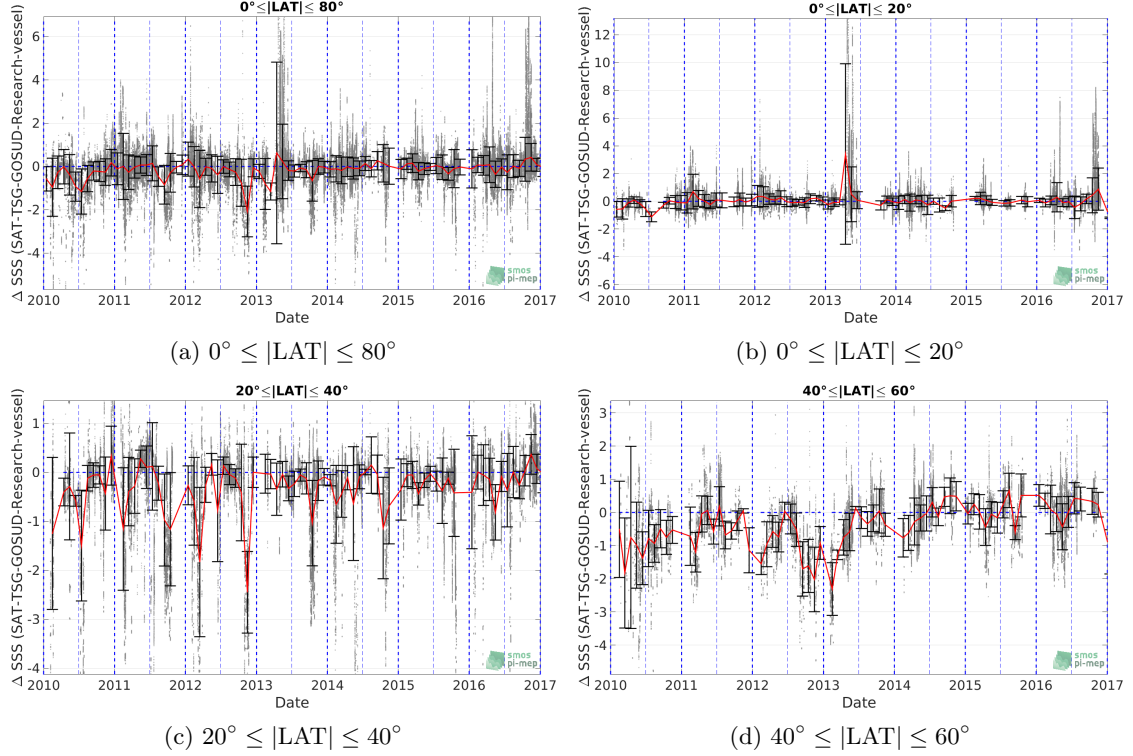 0°≤|LAT|≤ 80°
Δ SSS (SAT-TSG-GOSUD-Research-vessel)
6
4
2
0
-2
-4
2010 2011 2012 2013 2014 2015 2016 2017
Date
smos
pi-mep
(a) 0° ≤ |LAT| ≤ 80°
0°≤|LAT|≤ 20°
Δ SSS (SAT-TSG-GOSUD-Research-vessel)
12
10
8
6
4
2
0
-2
-4
-6
2010 2011 2012 2013 2014 2015 2016 2017
Date
smos
pi-mep
(b) 0° ≤ |LAT| ≤ 20°
20°≤|LAT|≤ 40°
Δ SSS (SAT-TSG-GOSUD-Research-vessel)
1
0
-1
-2
-3
-4
2010 2011 2012 2013 2014 2015 2016 2017
Date
smos
pi-mep
(c) 20° ≤ |LAT| ≤ 40°
40°≤|LAT|≤ 60°
Δ SSS (SAT-TSG-GOSUD-Research-vessel)
3
2
1
0
-1
-2
-3
-4
2010 2011 2012 2013 2014 2015 2016 2017
Date
smos
pi-mep
(d) 40° ≤ |LAT| ≤ 60°